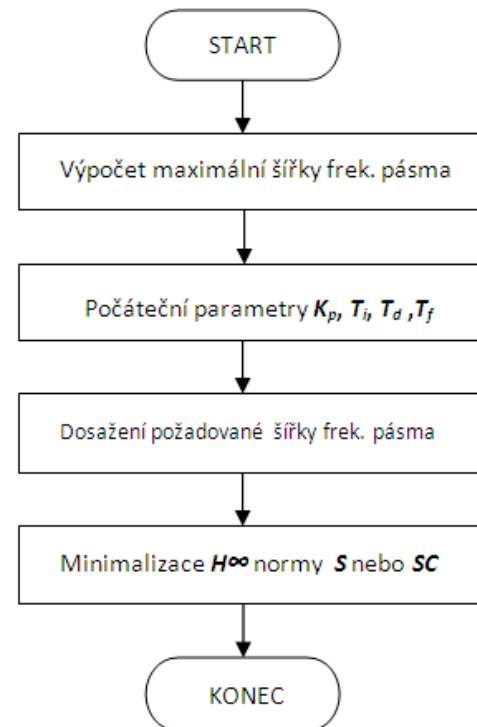 START
Výpočet maximální šířky frek. pásma
Počáteční parametry Kp, Ti, Td ,Tf
Dosažení požadované šířky frek. pásma
Minimalizace H∞ normy S nebo SC
KONEC